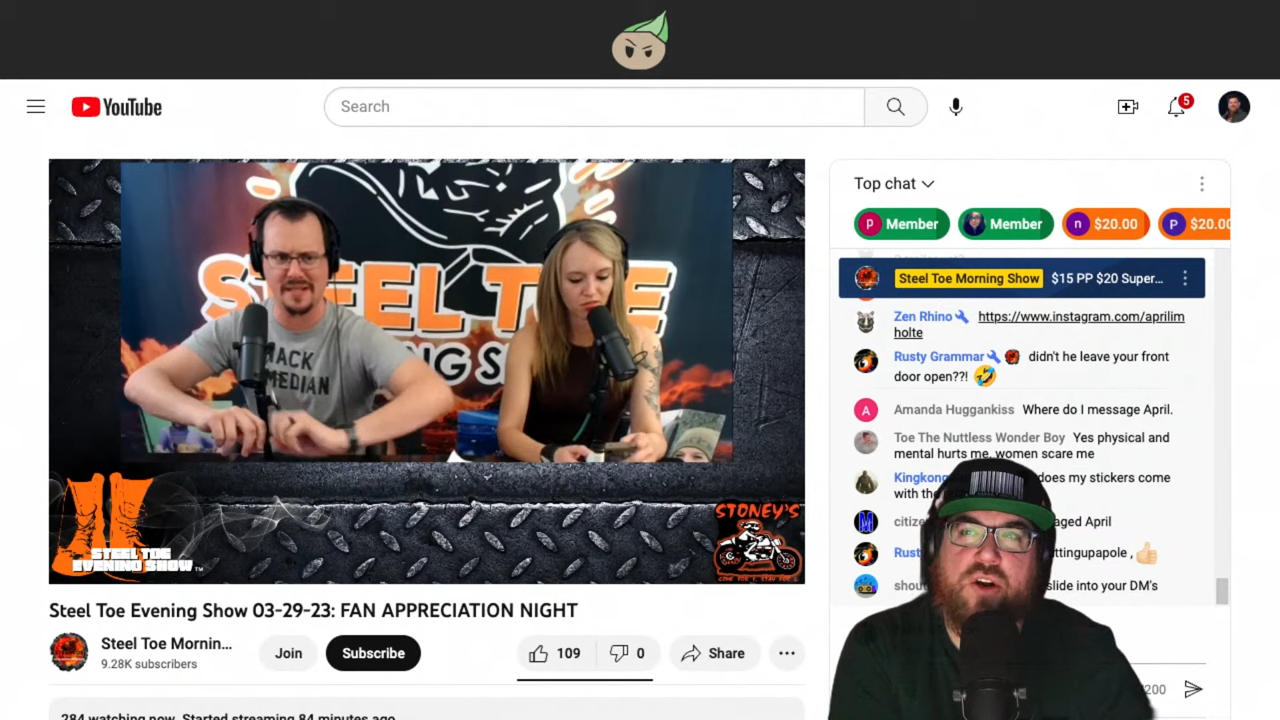 YouTube
Search
5
STEEL TOE
HACK
MEDIAN
STEEL TOE
EVENING SHOW™
STONEY'S
Steel Toe Evening Show 03-29-23: FAN APPRECIATION NIGHT
Steel Toe Mornin...
9.28K subscribers
Join
Subscribe
109
0
Share
284 watching now Started streaming 84 minutes ago
Top chat
p Member
Member
n $20.00
P $20.00
Steel Toe Morning Show $15 PP $20 Super...
Zen Rhino https://www.instagram.com/aprilim
holte
Rusty Grammar didn't he leave your front
door open??!
A Amanda Huggankiss Where do I message April.
Toe The Nuttless Wonder Boy Yes physical and
mental hurts me, women scare me
Kingkong does my stickers come
with the
citize aged April
Rust ttingupapole ,
shou slide into your DM's
200